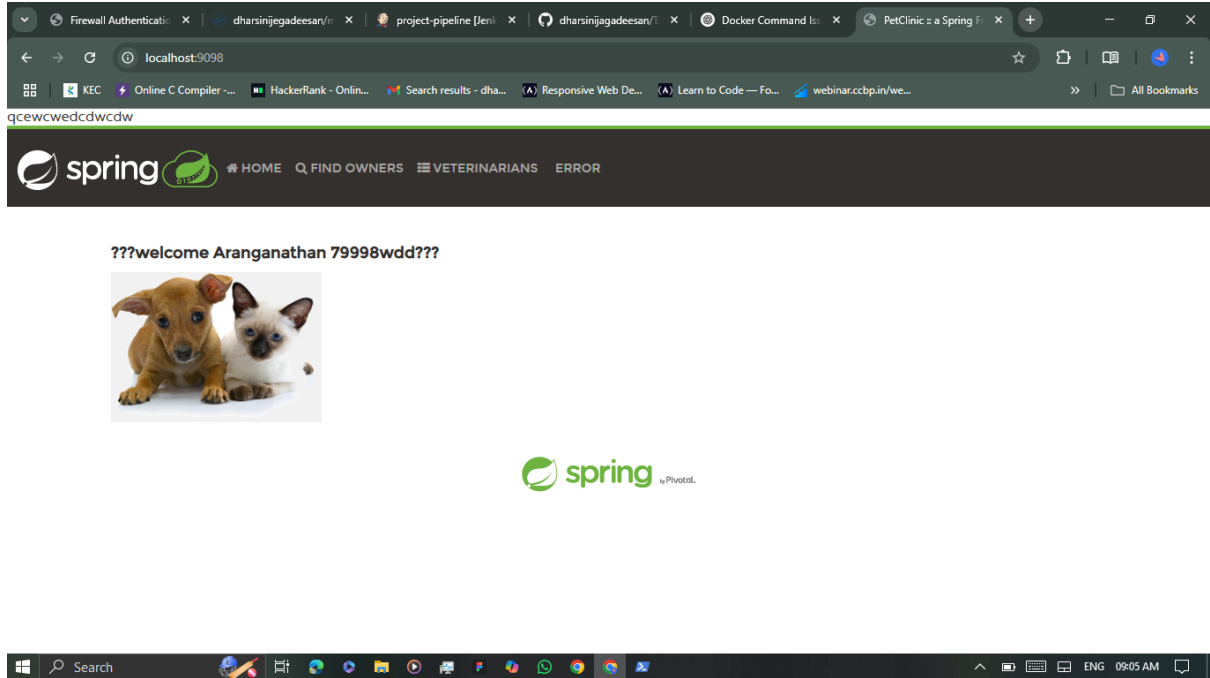 Firewall Authenticatio
dharsinijegadeesan/n
project-pipeline [Jenk
dharsinijagadeesan/T
Docker Command Iss
PetClinic :: a Spring Fr
localhost:9098
KEC
Online C Compiler -...
HackerRank - Onlin...
Search results - dha...
Responsive Web De...
Learn to Code — Fo...
webinar.ccbp.in/we...
All Bookmarks
qcewcwedcdwcdw
spring
HOME
FIND OWNERS
VETERINARIANS
ERROR
???welcome Aranganathan 79998wdd???
spring by Pivotal.
Search
ENG
09:05 AM